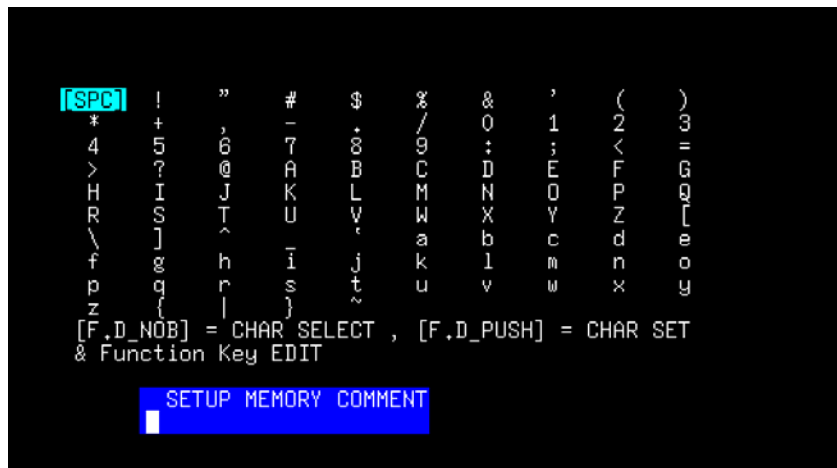 [SPC] ! " # $ % & ' ( )
* + , - . / 0 1 2 3
4 5 6 7 8 9 : ; < =
> ? @ A B C D E F G
H I J K L M N O P Q
R S T U V W X Y Z [
\ ] ^ _ ‛ a b c d e
f g h i j k l m n o
p q r s t u v w x y
z { | } ~
[F.D_NOB] = CHAR SELECT , [F.D_PUSH] = CHAR SET
& Function Key EDIT
SETUP MEMORY COMMENT